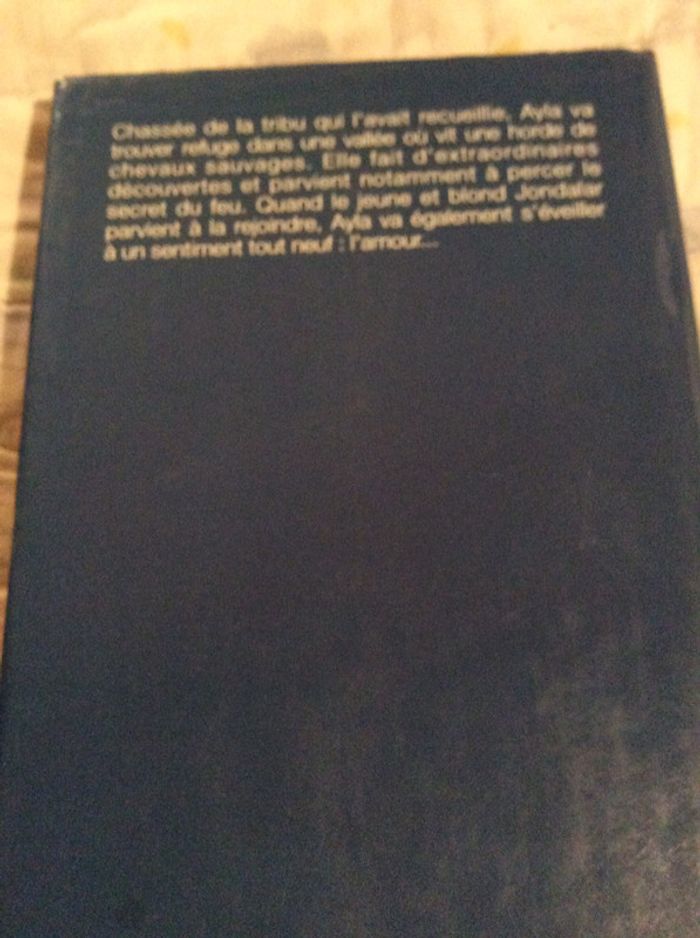 Chassée de la tribu qui l'avait recueillie, Ayla va
trouver refuge dans une vallée où vit une horde de
chevaux sauvages. Elle fait d'extraordinaires
découvertes et parvient notamment à percer le
secret du feu. Quand le jeune et blond Jondalar
parvient à la rejoindre, Ayla va également s'éveiller
à un sentiment tout neuf : l'amour...